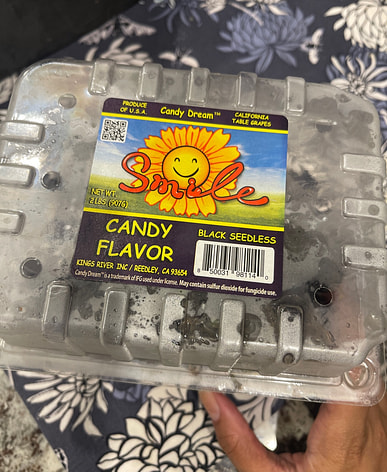 PRODUCE
OF U.S.A.
Candy Dream™
CALIFORNIA
TABLE GRAPES
Smile
NET WT.
2 LBS. (907G)
CANDY
FLAVOR
BLACK SEEDLESS
8 50031 98114 0
KINGS RIVER INC / REEDLEY, CA 93654
Candy Dream™ is a trademark of IFG used under license. May contain sulfur dioxide for fungicide use.